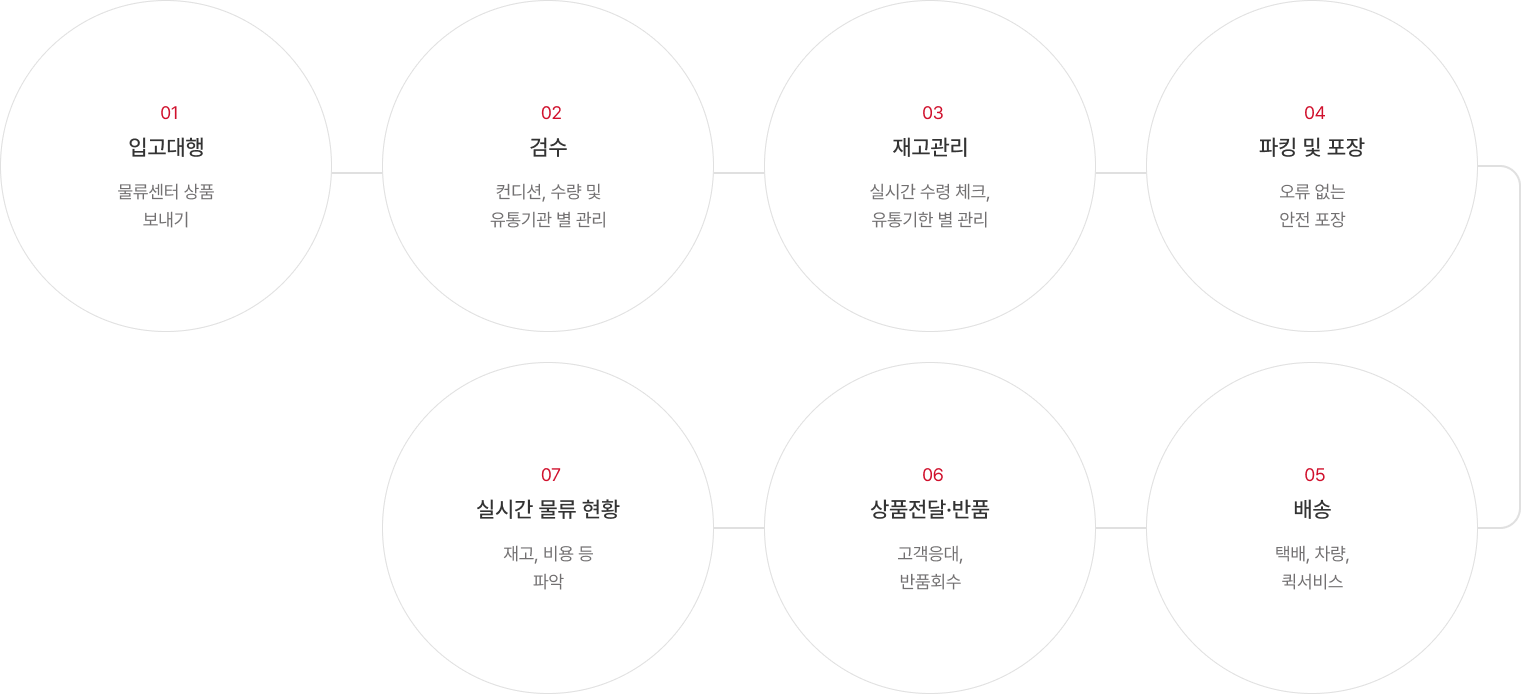 01
입고대행
물류센터 상품
보내기
02
검수
컨디션, 수량 및
유통기관 별 관리
03
재고관리
실시간 수령 체크,
유통기한 별 관리
04
파킹 및 포장
오류 없는
안전 포장
05
배송
택배, 차량,
퀵서비스
06
상품전달·반품
고객응대,
반품회수
07
실시간 물류 현황
재고, 비용 등
파악